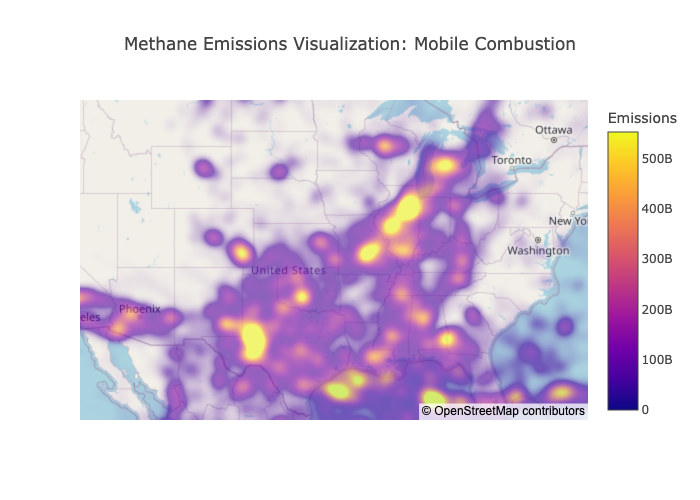 Methane Emissions Visualization: Mobile Combustion
Emissions
Ottawa
500B
Toronto
400B
New Yo
Washington
300B
United States
200B
eles
Phoenix
100B
0
© OpenStreetMap contributors